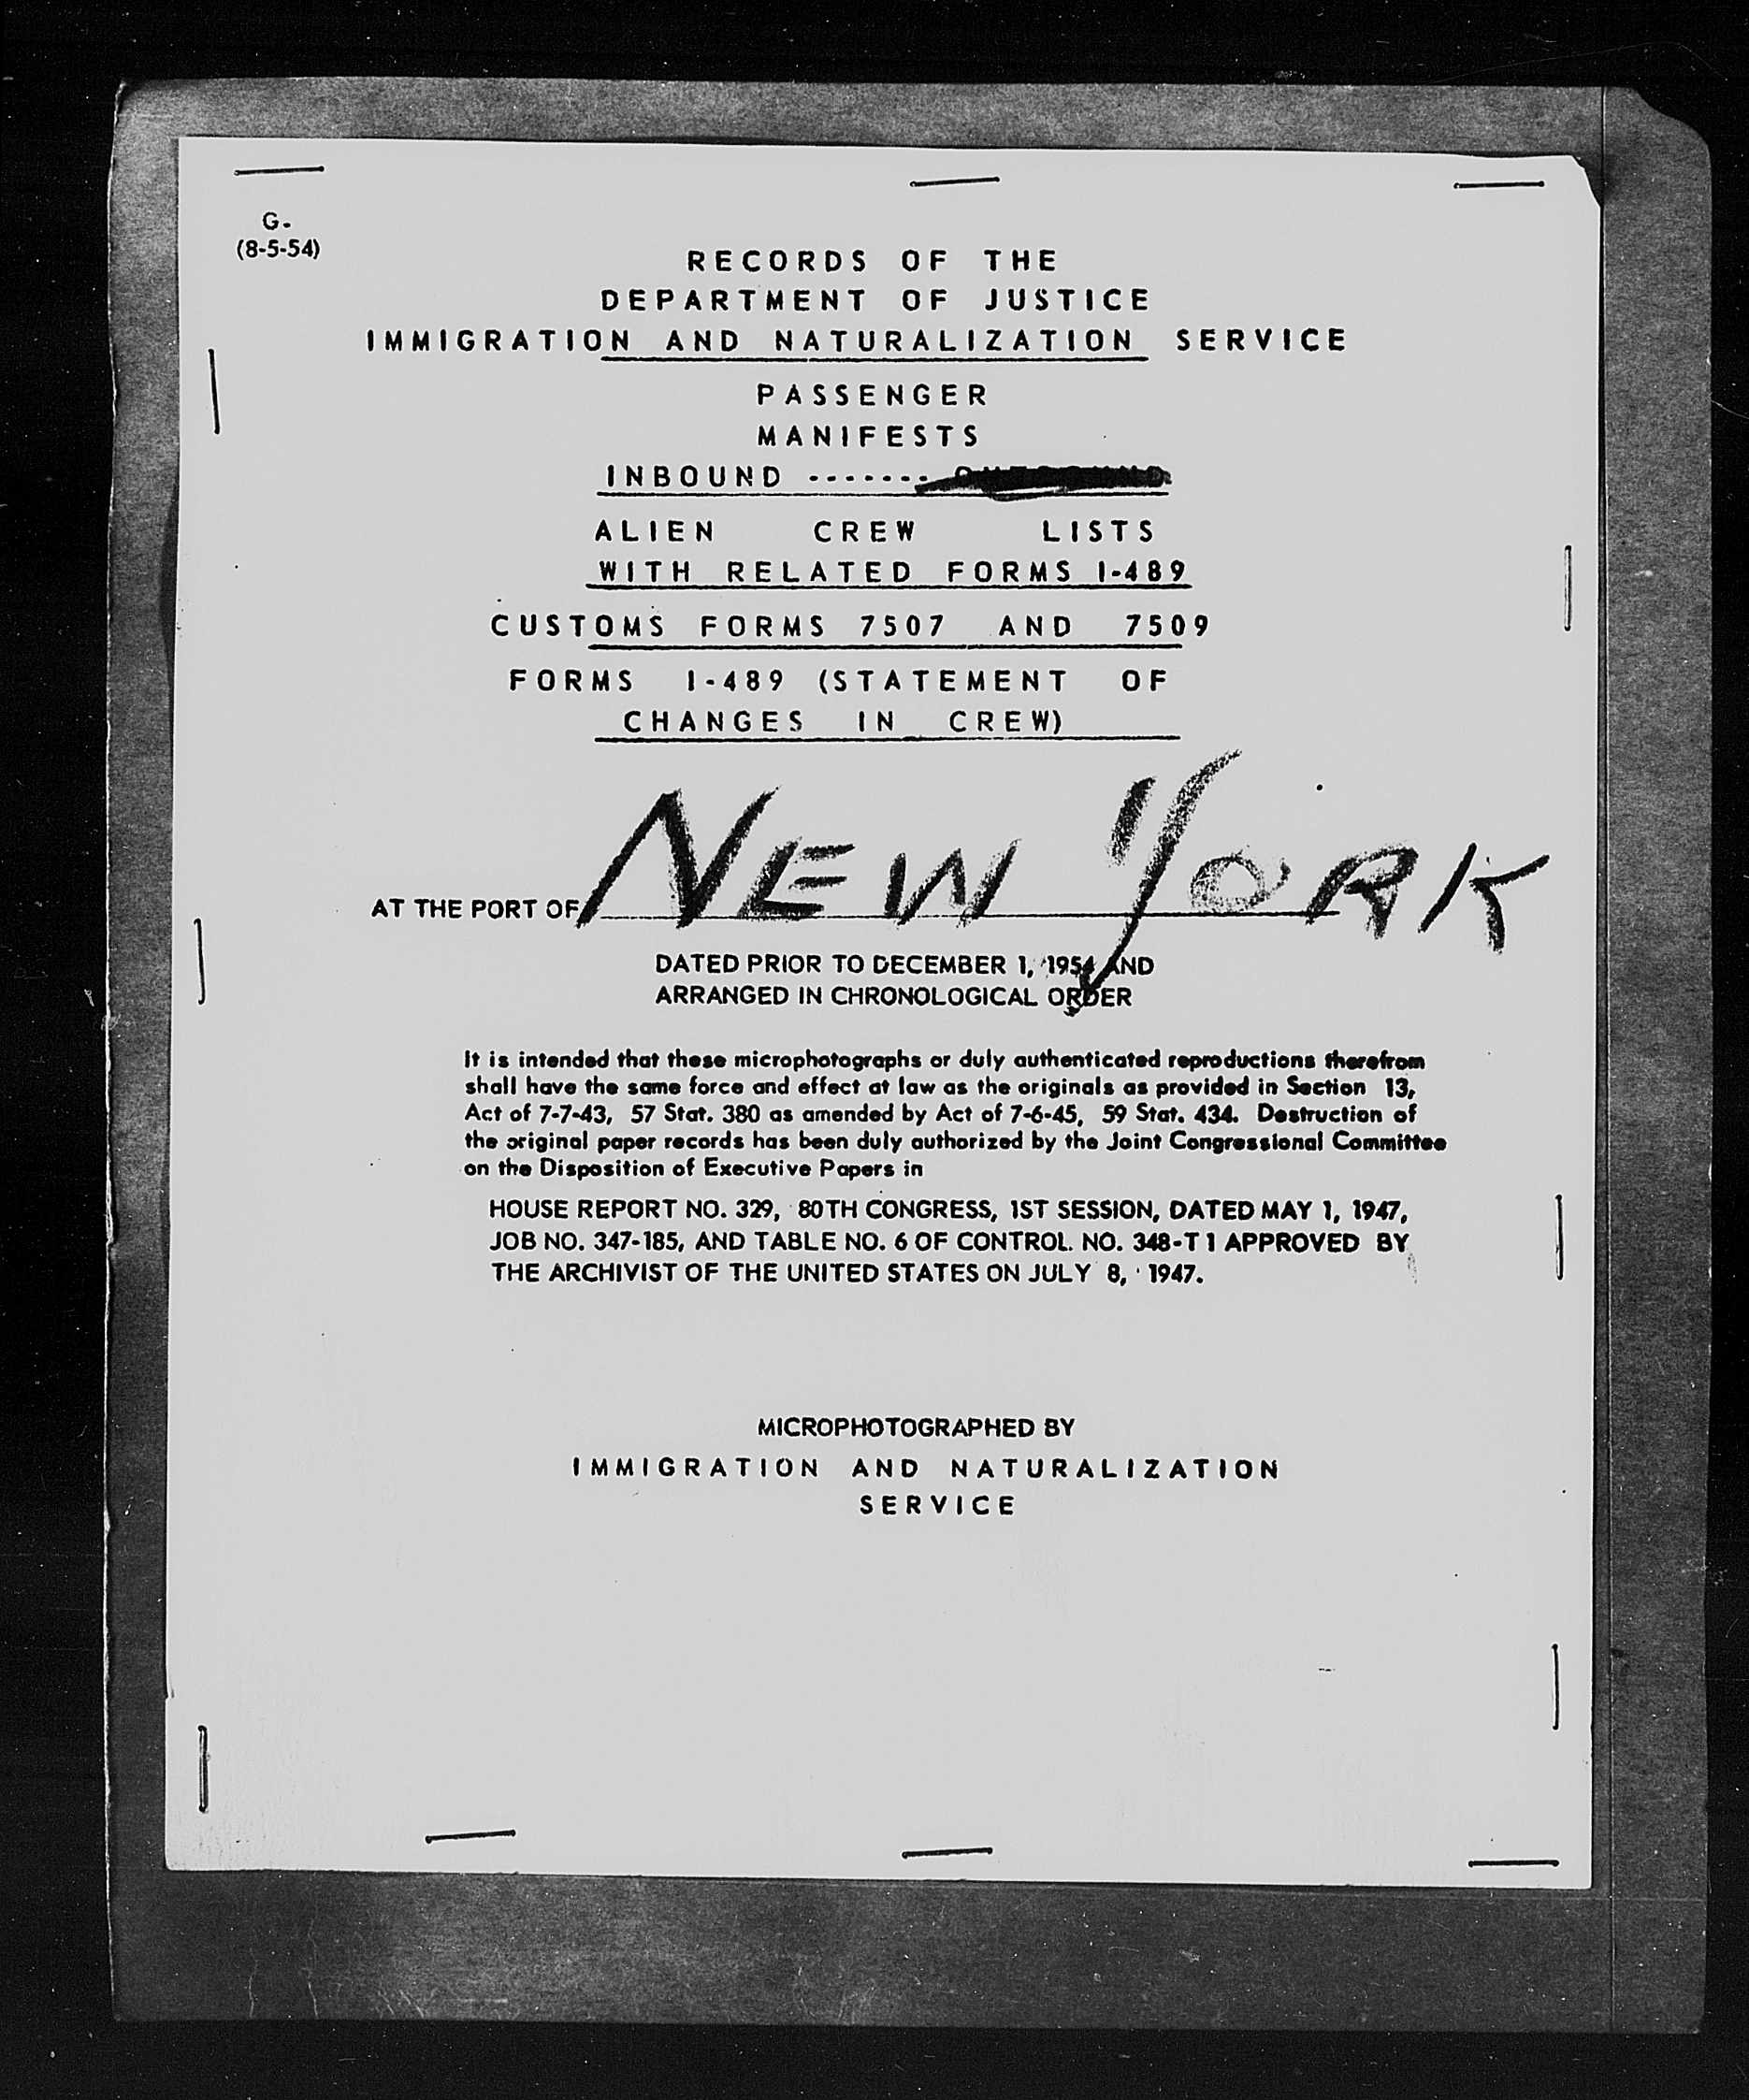 G-
(8-5-54)
RECORDS OF THE
DEPARTMENT OF JUSTICE
IMMIGRATION AND NATURALIZATION SERVICE
PASSENGER
MANIFESTS
INBOUND -------
ALIEN CREW LISTS
WITH RELATED FORMS I-489
CUSTOMS FORMS 7507 AND 7509
FORMS I-489 (STATEMENT OF
CHANGES IN CREW)
AT THE PORT OF NEW YORK
DATED PRIOR TO DECEMBER 1, 1954 AND
ARRANGED IN CHRONOLOGICAL ORDER
It is intended that these microphotographs or duly authenticated reproductions therefrom
shall have the same force and effect at law as the originals as provided in Section 13,
Act of 7-7-43, 57 Stat. 380 as amended by Act of 7-6-45, 59 Stat. 434. Destruction of
the original paper records has been duly authorized by the Joint Congressional Committee
on the Disposition of Executive Papers in
HOUSE REPORT NO. 329, 80TH CONGRESS, 1ST SESSION, DATED MAY 1, 1947,
JOB NO. 347-185, AND TABLE NO. 6 OF CONTROL NO. 348-T1 APPROVED BY
THE ARCHIVIST OF THE UNITED STATES ON JULY 8, 1947.
MICROPHOTOGRAPHED BY
IMMIGRATION AND NATURALIZATION
SERVICE